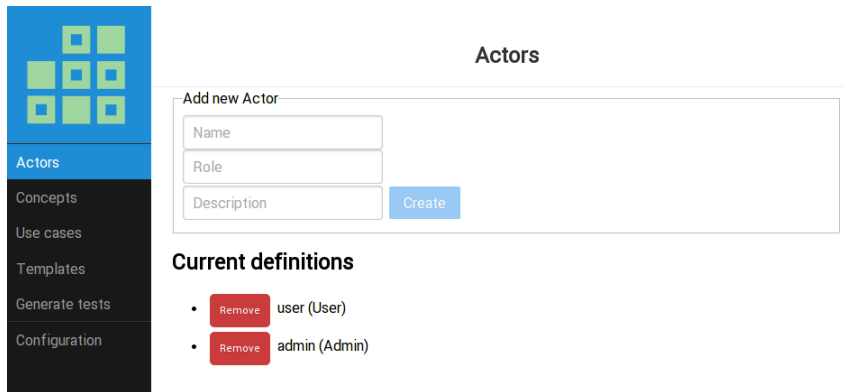 Actors
Actors
Concepts
Use cases
Templates
Generate tests
Configuration
Add new Actor
Name
Role
Description
Create
Current definitions
Remove user (User)
Remove admin (Admin)